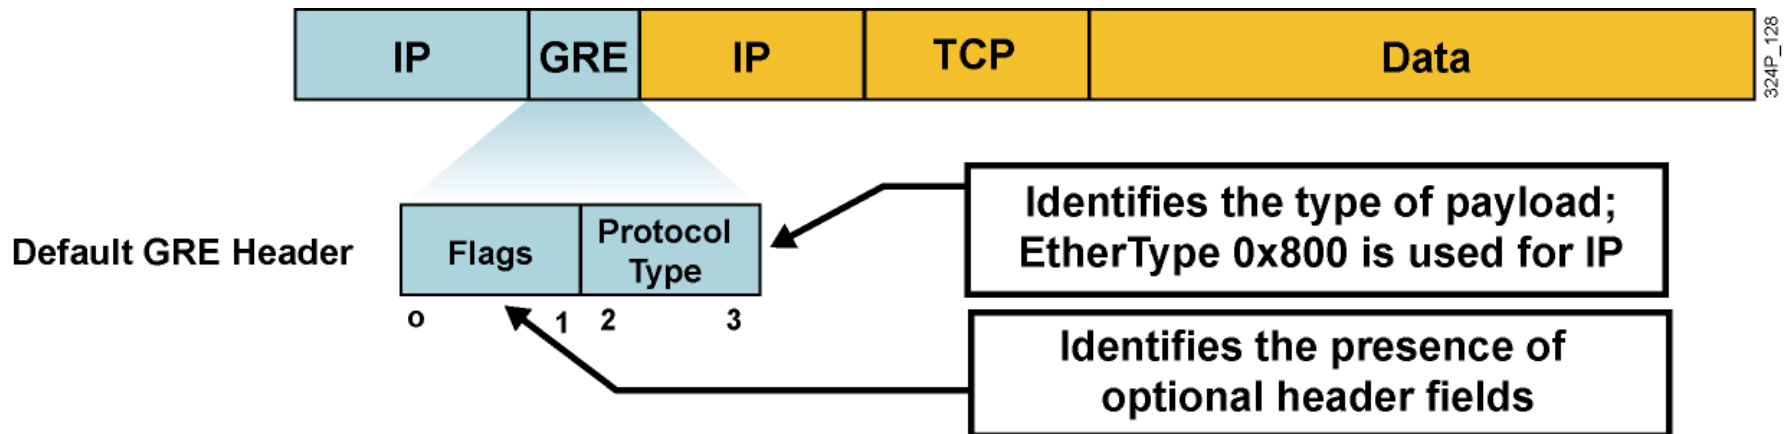 IP GRE IP TCP Data
324P_128
Identifies the type of payload;
EtherType 0x800 is used for IP
Default GRE Header
Flags
Protocol
Type
o 1 2 3
Identifies the presence of
optional header fields